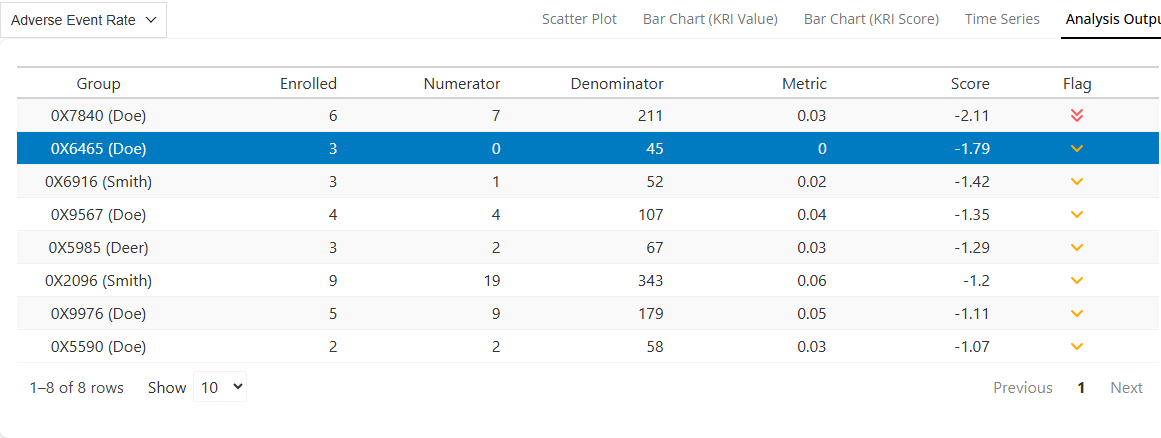 Adverse Event Rate Scatter Plot Bar Chart (KRI Value) Bar Chart (KRI Score) Time Series Analysis Outpu
Group Enrolled Numerator Denominator Metric Score Flag
0X7840 (Doe) 6 7 211 0.03 -2.11
0X6465 (Doe) 3 0 45 0 -1.79
0X6916 (Smith) 3 1 52 0.02 -1.42
0X9567 (Doe) 4 4 107 0.04 -1.35
0X5985 (Deer) 3 2 67 0.03 -1.29
0X2096 (Smith) 9 19 343 0.06 -1.2
0X9976 (Doe) 5 9 179 0.05 -1.11
0X5590 (Doe) 2 2 58 0.03 -1.07
1–8 of 8 rows Show 10 Previous 1 Next